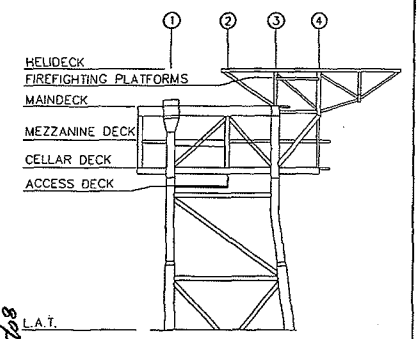 1 2 3 4
HELIDECK
FIREFIGHTING PLATFORMS
MAINDECK
MEZZANINE DECK
CELLAR DECK
ACCESS DECK
L.A.T.